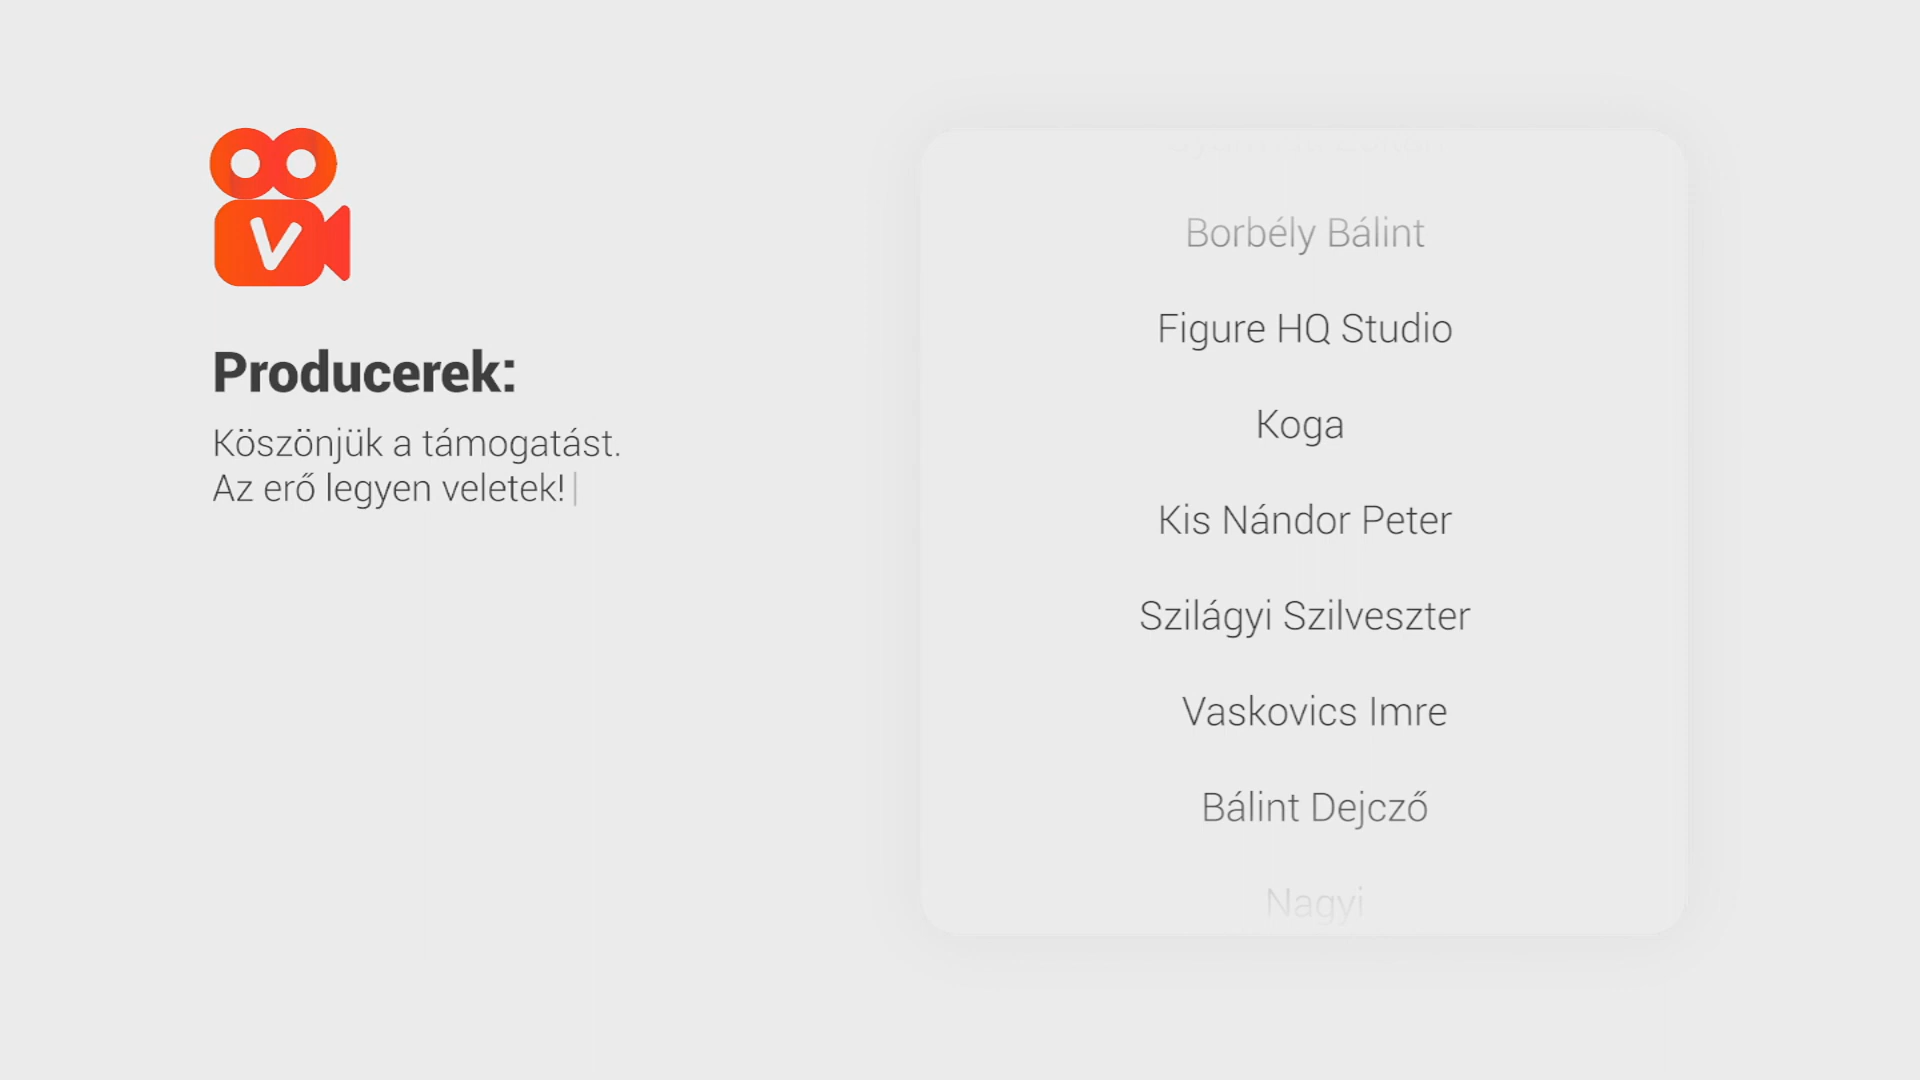 V
Producerek:
Köszönjük a támogatást.
Az erő legyen veletek!
Borbély Bálint
Figure HQ Studio
Koga
Kis Nándor Peter
Szilágyi Szilveszter
Vaskovics Imre
Bálint Dejcző
Nagyi